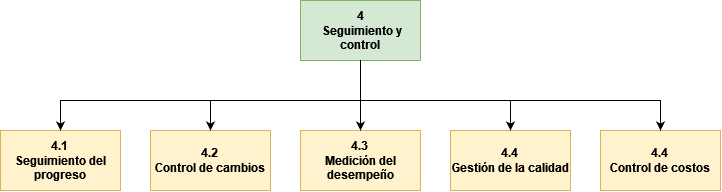 4
Seguimiento y
control
4.1
Seguimiento del
progreso
4.2
Control de cambios
4.3
Medición del
desempeño
4.4
Gestión de la calidad
4.4
Control de costos